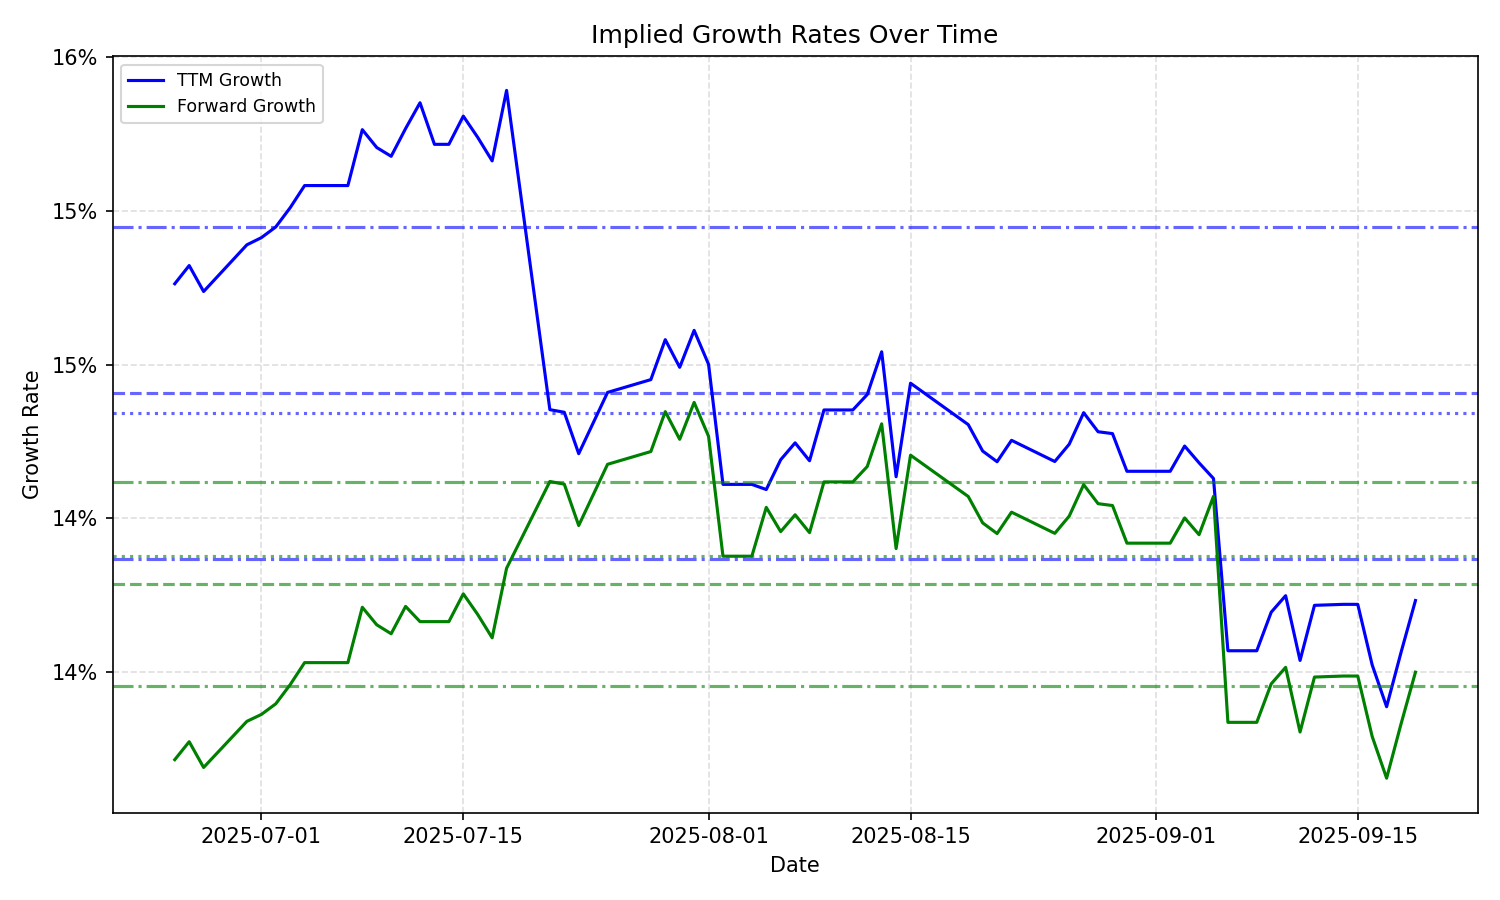 Implied Growth Rates Over Time
16%
15%
15%
14%
14%
Growth Rate
TTM Growth
Forward Growth
2025-07-01
2025-07-15
2025-08-01
2025-08-15
2025-09-01
2025-09-15
Date